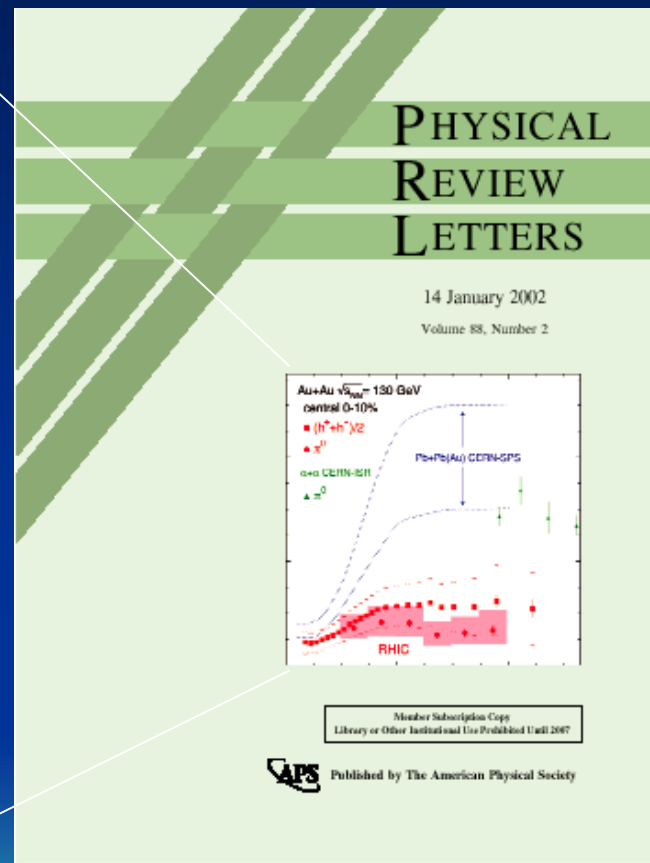 PHYSICAL
REVIEW
LETTERS
14 January 2002
Volume 88, Number 2
Au+Au √sNN = 130 GeV
central 0-10%
(h++h-)/2
π0
α+α CERN-ISR
π0
Pb+Pb(Au) CERN-SPS
RHIC
Member Subscription Copy
Library or Other Institutional Use Prohibited Until 2007
APS Published by The American Physical Society